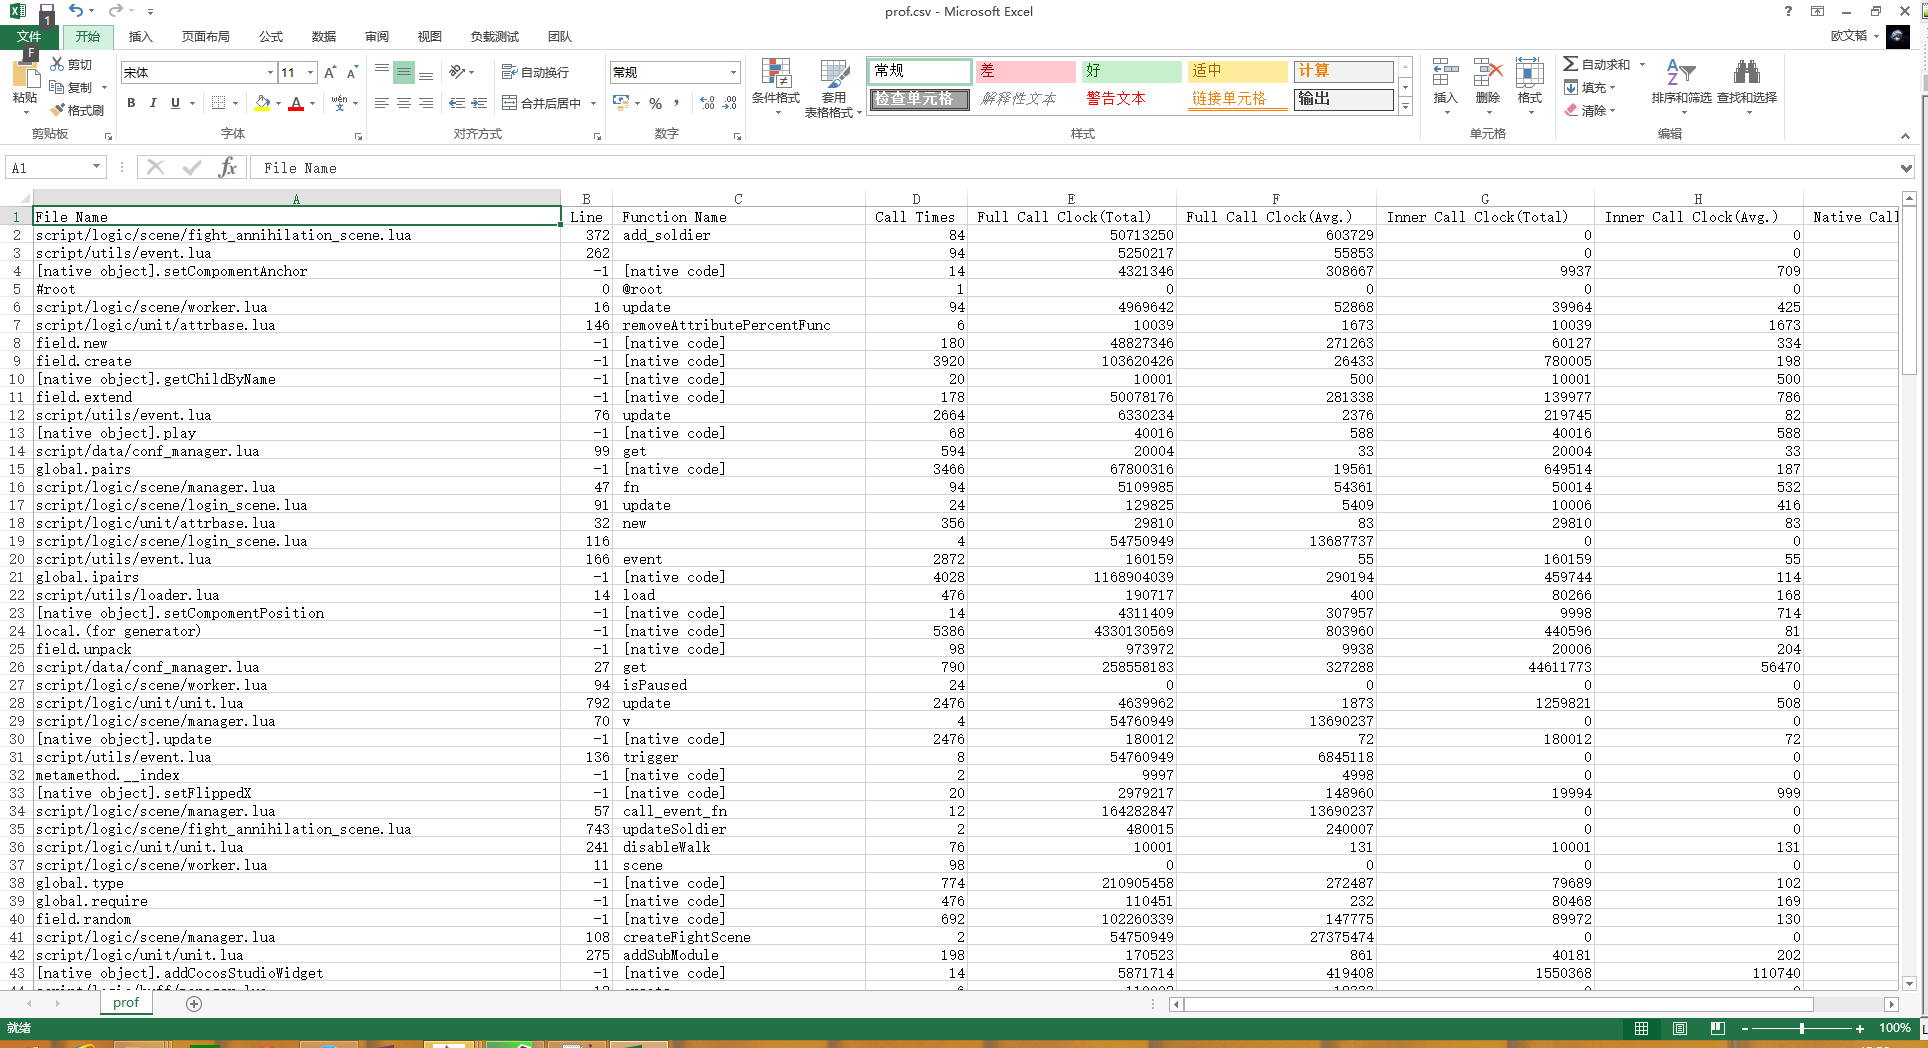 prof.csv - Microsoft Excel
1
文件 开始 插入 页面布局 公式 数据 审阅 视图 负载测试 团队 欧文韬
F
粘贴 剪切 复制 格式刷 剪贴板
宋体 11 B I U A wén 字体
自动换行 合并后居中 对齐方式
常规 % , 数字
条件格式 套用 表格格式
常规 差 好 适中 计算
检查单元格 解释性文本 警告文本 链接单元格 输出
样式
插入 删除 格式 单元格
Σ 自动求和 填充 清除 排序和筛选 查找和选择 编辑
A1 fx File Name
A B C D E F G H
1 File Name Line Function Name Call Times Full Call Clock(Total) Full Call Clock(Avg.) Inner Call Clock(Total) Inner Call Clock(Avg.) Native Call
2 script/logic/scene/fight_annihilation_scene.lua 372 add_soldier 84 50713250 603729 0 0
3 script/utils/event.lua 262 94 5250217 55853 0 0
4 [native object].setCompomentAnchor -1 [native code] 14 4321346 308667 9937 709
5 #root 0 @root 1 0 0 0 0
6 script/logic/scene/worker.lua 16 update 94 4969642 52868 39964 425
7 script/logic/unit/attrbase.lua 146 removeAttributePercentFunc 6 10039 1673 10039 1673
8 field.new -1 [native code] 180 48827346 271263 60127 334
9 field.create -1 [native code] 3920 103620426 26433 780005 198
10 [native object].getChildByName -1 [native code] 20 10001 500 10001 500
11 field.extend -1 [native code] 178 50078176 281338 139977 786
12 script/utils/event.lua 76 update 2664 6330234 2376 219745 82
13 [native object].play -1 [native code] 68 40016 588 40016 588
14 script/data/conf_manager.lua 99 get 594 20004 33 20004 33
15 global.pairs -1 [native code] 3466 67800316 19561 649514 187
16 script/logic/scene/manager.lua 47 fn 94 5109985 54361 50014 532
17 script/logic/scene/login_scene.lua 91 update 24 129825 5409 10006 416
18 script/logic/unit/attrbase.lua 32 new 356 29810 83 29810 83
19 script/logic/scene/login_scene.lua 116 4 54750949 13687737 0 0
20 script/utils/event.lua 166 event 2872 160159 55 160159 55
21 global.ipairs -1 [native code] 4028 1168904039 290194 459744 114
22 script/utils/loader.lua 14 load 476 190717 400 80266 168
23 [native object].setCompomentPosition -1 [native code] 14 4311409 307957 9998 714
24 local.(for generator) -1 [native code] 5386 4330130569 803960 440596 81
25 field.unpack -1 [native code] 98 973972 9938 20006 204
26 script/data/conf_manager.lua 27 get 790 258558183 327288 44611773 56470
27 script/logic/scene/worker.lua 94 isPaused 24 0 0 0 0
28 script/logic/unit/unit.lua 792 update 2476 4639962 1873 1259821 508
29 script/logic/scene/manager.lua 70 v 4 54760949 13690237 0 0
30 [native object].update -1 [native code] 2476 180012 72 180012 72
31 script/utils/event.lua 136 trigger 8 54760949 6845118 0 0
32 metamethod.__index -1 [native code] 2 9997 4998 0 0
33 [native object].setFlippedX -1 [native code] 20 2979217 148960 19994 999
34 script/logic/scene/manager.lua 57 call_event_fn 12 164282847 13690237 0 0
35 script/logic/scene/fight_annihilation_scene.lua 743 updateSoldier 2 480015 240007 0 0
36 script/logic/unit/unit.lua 241 disableWalk 76 10001 131 10001 131
37 script/logic/scene/worker.lua 11 scene 98 0 0 0 0
38 global.type -1 [native code] 774 210905458 272487 79689 102
39 global.require -1 [native code] 476 110451 232 80468 169
40 field.random -1 [native code] 692 102260339 147775 89972 130
41 script/logic/scene/manager.lua 108 createFightScene 2 54750949 27375474 0 0
42 script/logic/unit/unit.lua 275 addSubModule 198 170523 861 40181 202
43 [native object].addCocosStudioWidget -1 [native code] 14 5871714 419408 1550368 110740
prof
就绪 100%